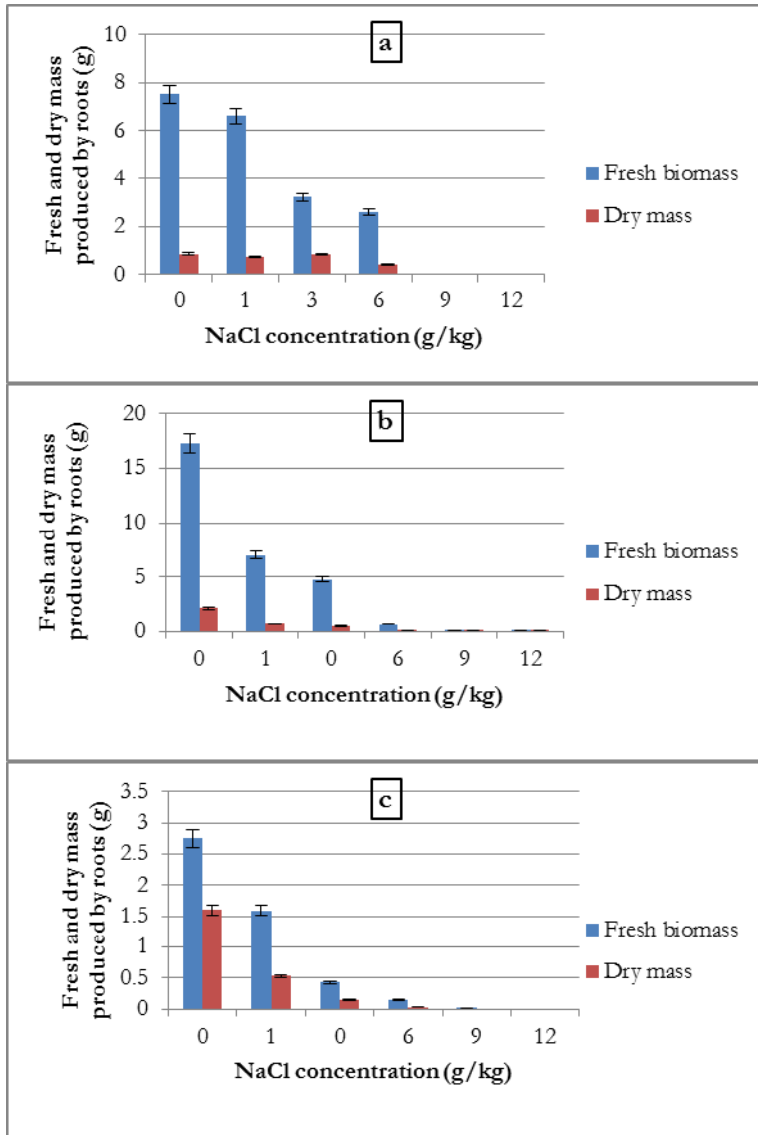 a
10
8
6
4
2
0
Fresh and dry mass
produced by roots (g)
0 1 3 6 9 12
NaCl concentration (g/kg)
Fresh biomass
Dry mass
b
20
15
10
5
0
Fresh and dry mass
produced by roots (g)
0 1 0 6 9 12
NaCl concentration (g/kg)
Fresh biomass
Dry mass
c
3.5
3
2.5
2
1.5
1
0.5
0
Fresh and dry mass
produced by roots (g)
0 1 0 6 9 12
NaCl concentration (g/kg)
Fresh biomass
Dry mass